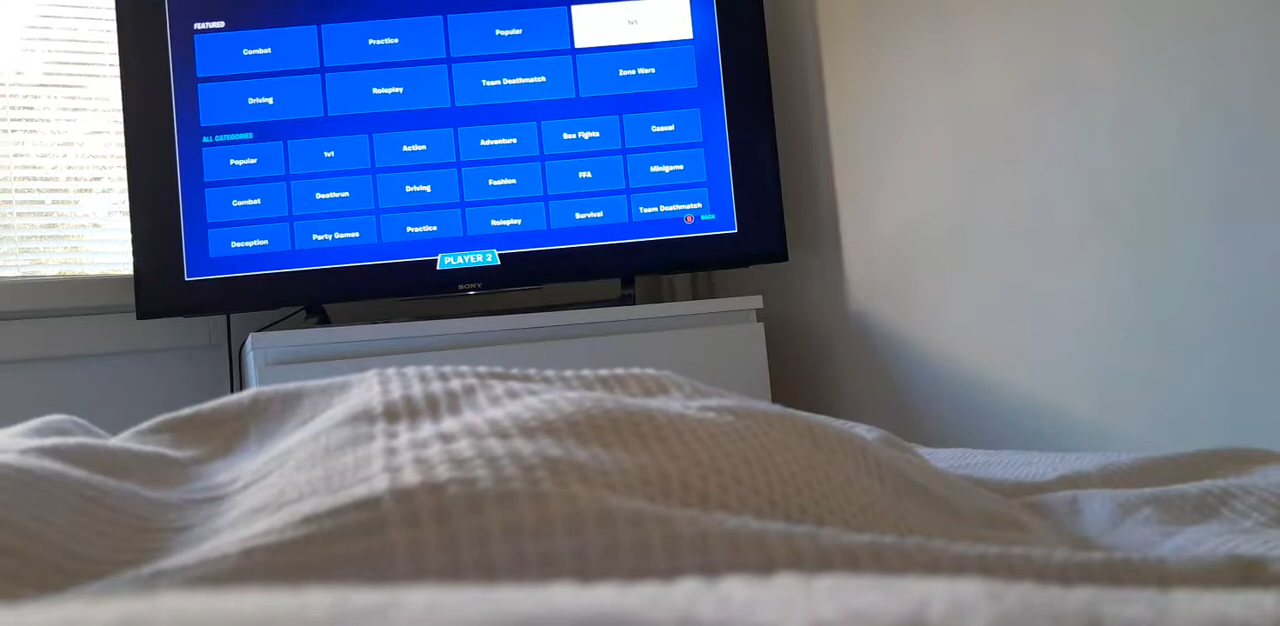 FEATURED
Combat Practice Popular 1v1
Driving Roleplay Team Deathmatch Zone Wars
ALL CATEGORIES
Popular 1v1 Action Adventure Box Fights Casual
Combat Deathrun Driving Fashion FFA Minigame
Deception Party Games Practice Roleplay Survival Team Deathmatch
B BACK
PLAYER 2
SONY